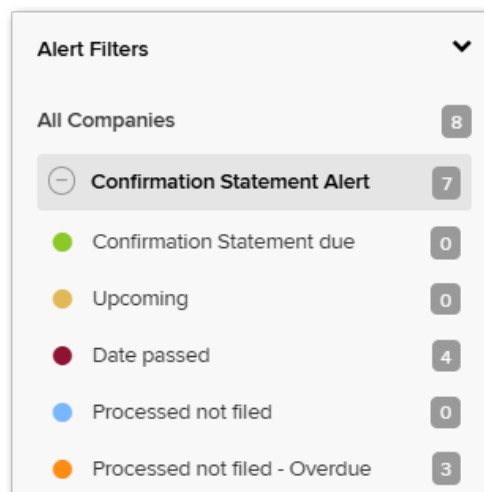 Alert Filters
All Companies 8
Confirmation Statement Alert 7
Confirmation Statement due 0
Upcoming 0
Date passed 4
Processed not filed 0
Processed not filed - Overdue 3